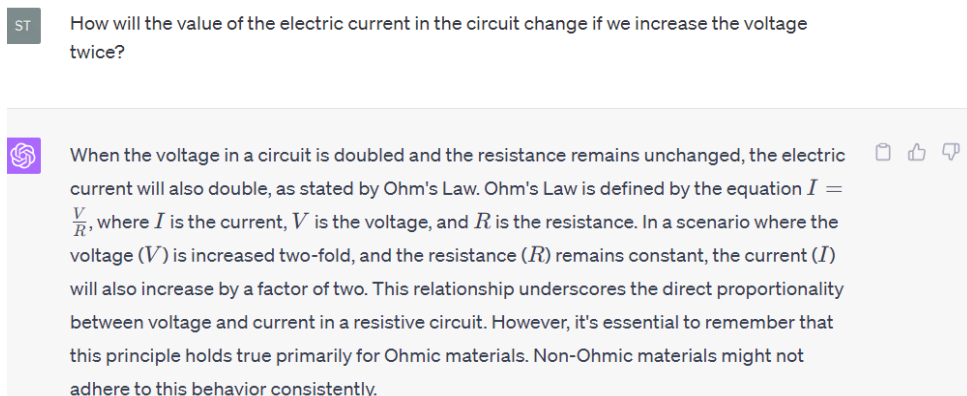 ST
How will the value of the electric current in the circuit change if we increase the voltage
twice?
When the voltage in a circuit is doubled and the resistance remains unchanged, the electric
current will also double, as stated by Ohm's Law. Ohm's Law is defined by the equation I =
V/R, where I is the current, V is the voltage, and R is the resistance. In a scenario where the
voltage (V) is increased two-fold, and the resistance (R) remains constant, the current (I)
will also increase by a factor of two. This relationship underscores the direct proportionality
between voltage and current in a resistive circuit. However, it's essential to remember that
this principle holds true primarily for Ohmic materials. Non-Ohmic materials might not
adhere to this behavior consistently.